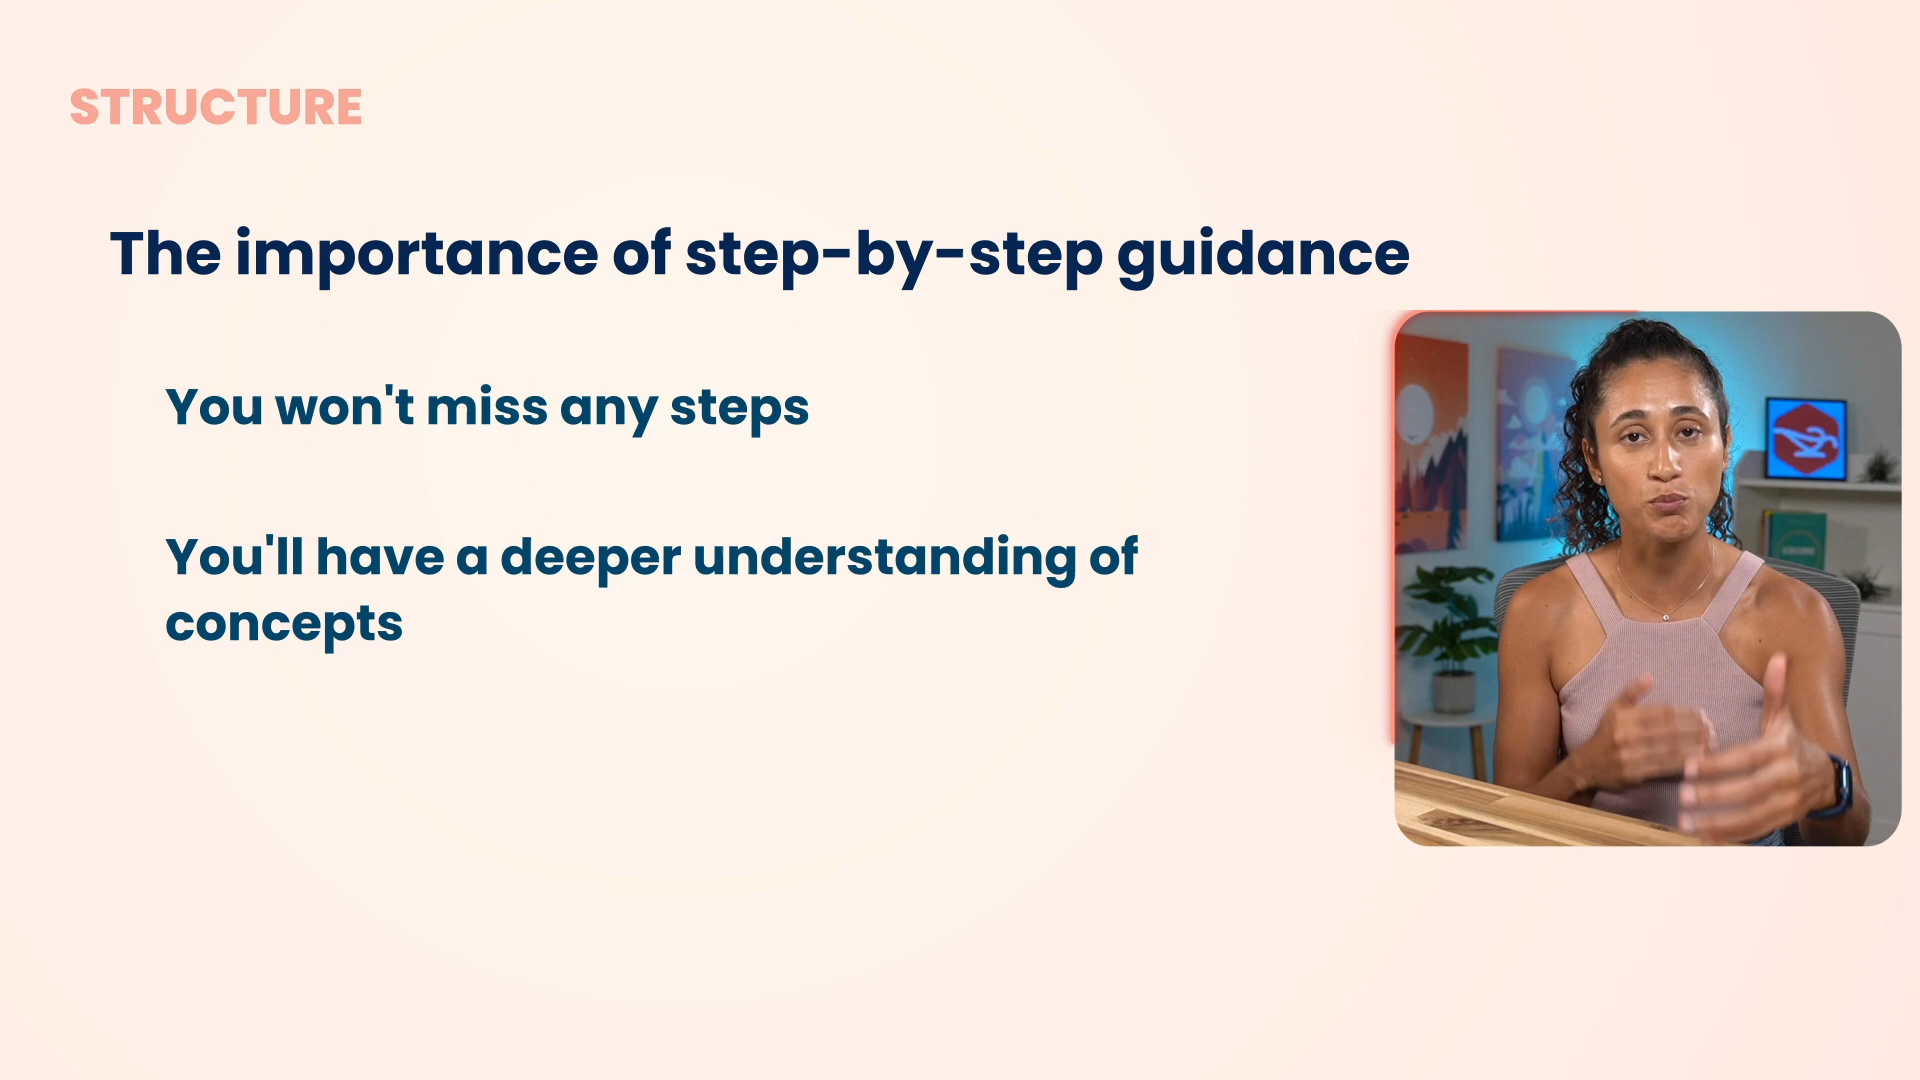 STRUCTURE
The importance of step-by-step guidance
You won't miss any steps
You'll have a deeper understanding of
concepts